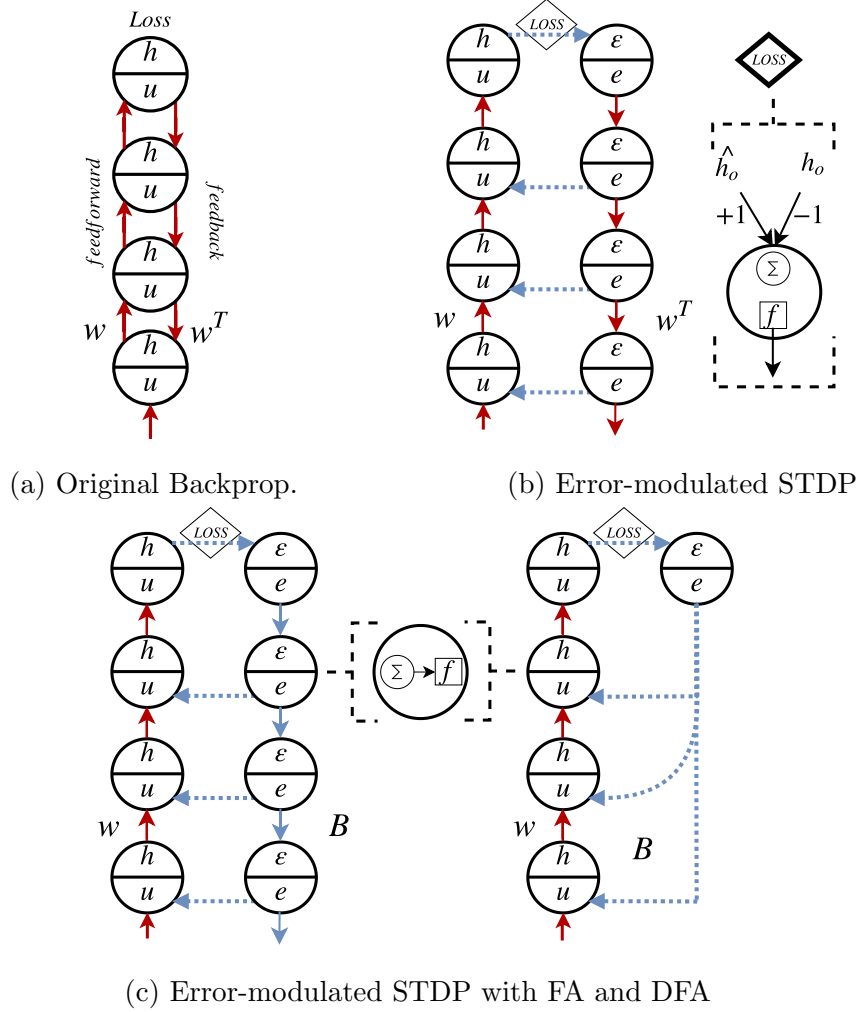 Loss
h
u
h
u
h
u
h
u
feedforward
feedback
w
w^T
(a) Original Backprop.
LOSS
h
u
ε
e
h
u
ε
e
h
u
ε
e
w
w^T
h
u
ε
e
LOSS
ĥ_o
h_o
+1
−1
Σ
f
(b) Error-modulated STDP
LOSS
h
u
ε
e
h
u
ε
e
h
u
ε
e
w
B
h
u
ε
e
Σ
f
LOSS
h
u
ε
e
h
u
h
u
w
B
h
u
(c) Error-modulated STDP with FA and DFA